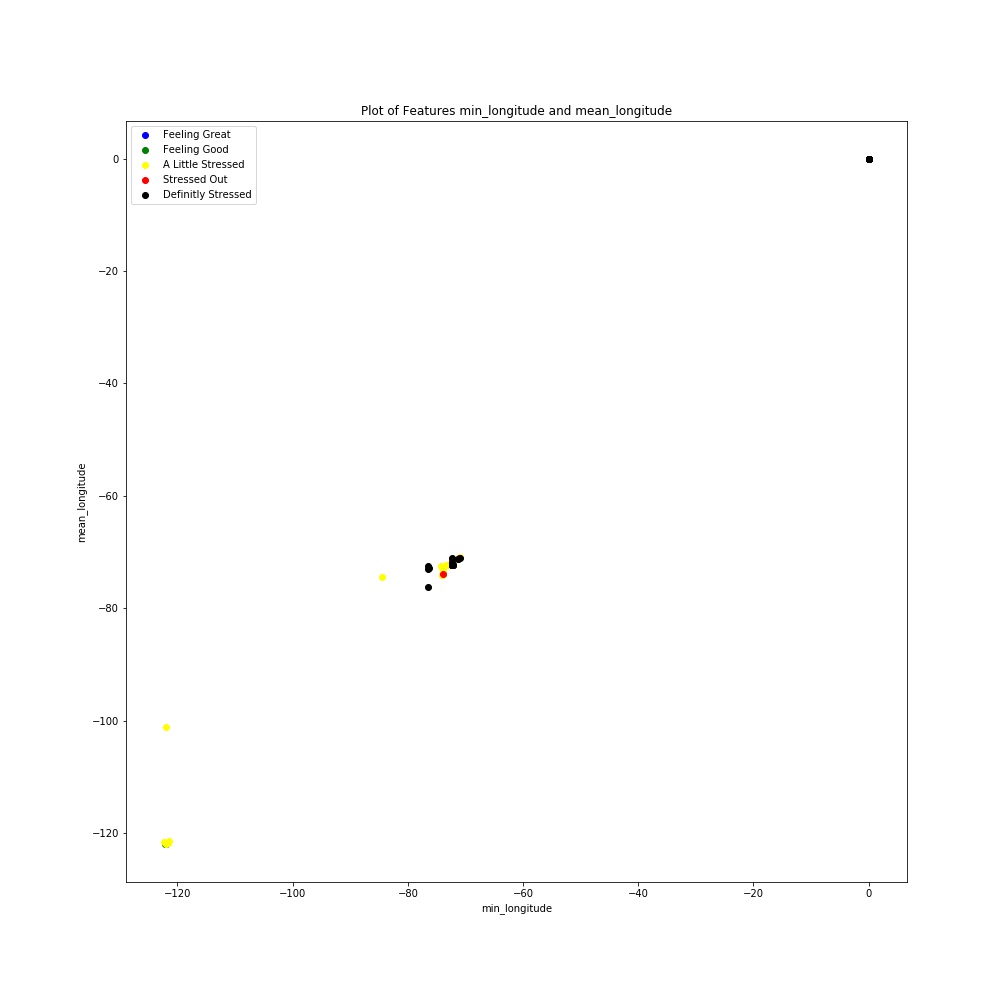 Plot of Features min_longitude and mean_longitude
Feeling Great
Feeling Good
A Little Stressed
Stressed Out
Definitly Stressed
0
−20
−40
−60
−80
−100
−120
mean_longitude
−120
−100
−80
−60
−40
−20
0
min_longitude